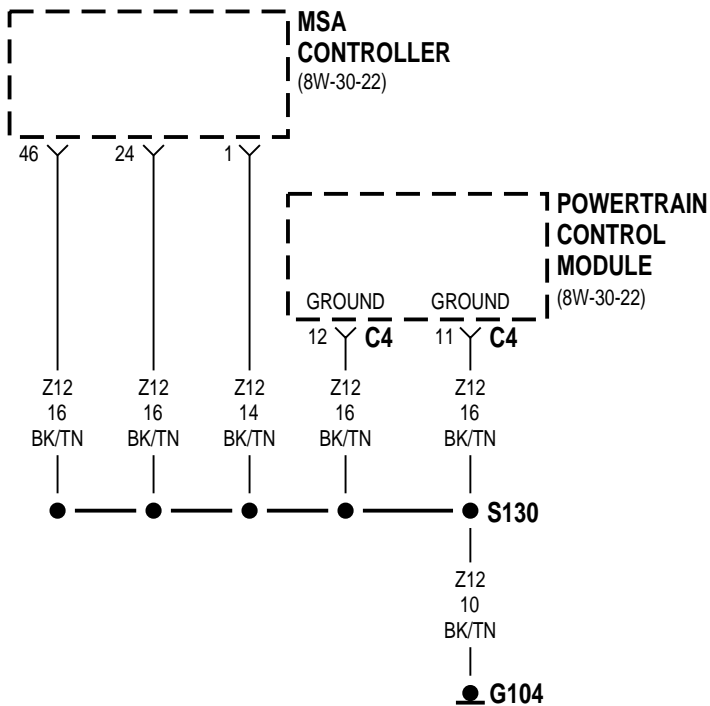 MSA
CONTROLLER
(8W-30-22)
46 24 1
POWERTRAIN
CONTROL
MODULE
(8W-30-22)
GROUND GROUND
12 C4 11 C4
Z12 Z12 Z12 Z12 Z12
16 16 14 16 16
BK/TN BK/TN BK/TN BK/TN BK/TN
S130
Z12
10
BK/TN
G104